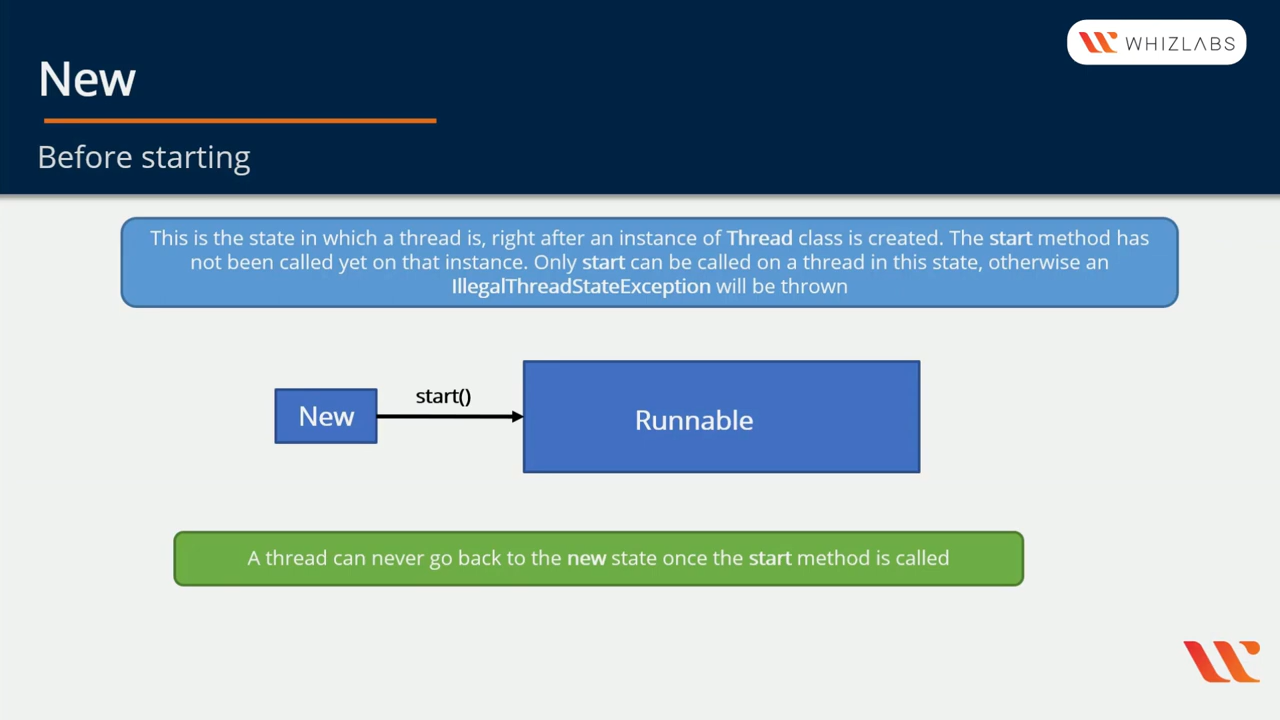 New
WHIZLABS
Before starting
This is the state in which a thread is, right after an instance of Thread class is created. The start method has
not been called yet on that instance. Only start can be called on a thread in this state, otherwise an
IllegalThreadStateException will be thrown
New
start()
Runnable
A thread can never go back to the new state once the start method is called